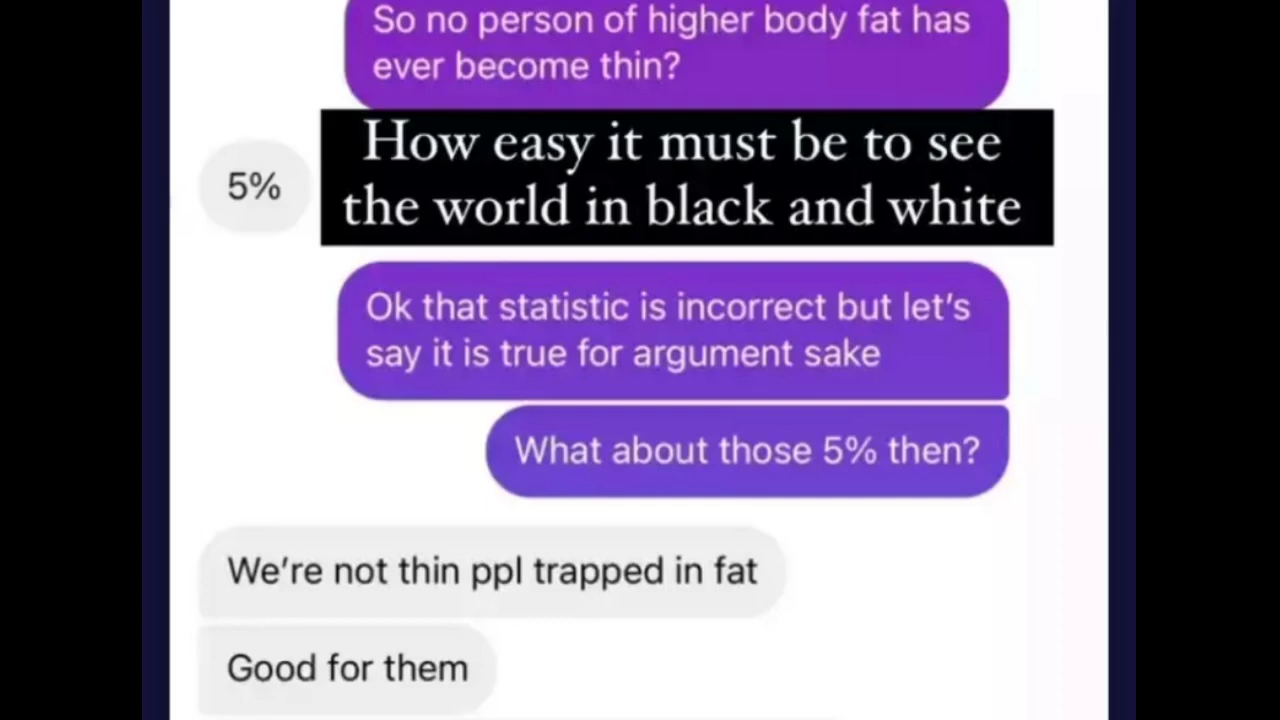 So no person of higher body fat has
ever become thin?
How easy it must be to see
the world in black and white
5%
Ok that statistic is incorrect but let's
say it is true for argument sake
What about those 5% then?
We're not thin ppl trapped in fat
Good for them